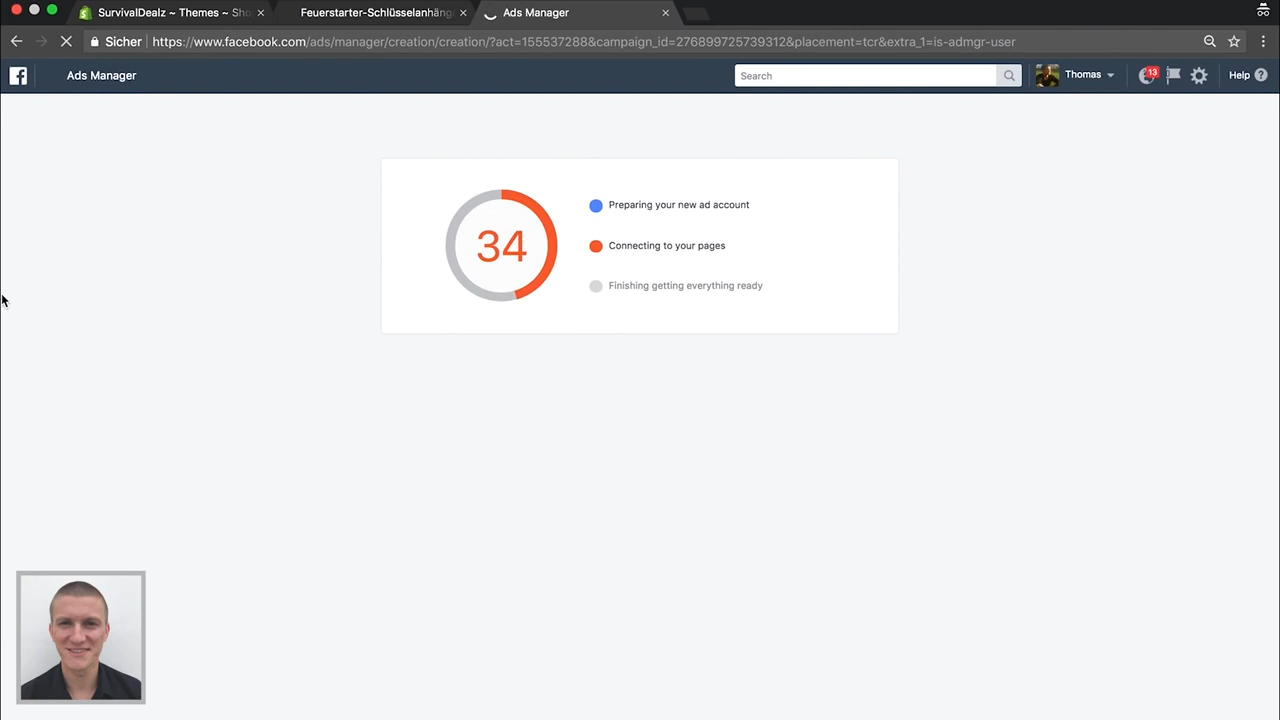 SurvivalDealz ~ Themes ~ Sho
Feuerstarter-Schlüsselanhäng
Ads Manager
Sicher
https://www.facebook.com/ads/manager/creation/creation/?act=155537288&campaign_id=276899725739312&placement=tcr&extra_1=is-admgr-user
Ads Manager
Search
Thomas
13
Help
34
Preparing your new ad account
Connecting to your pages
Finishing getting everything ready